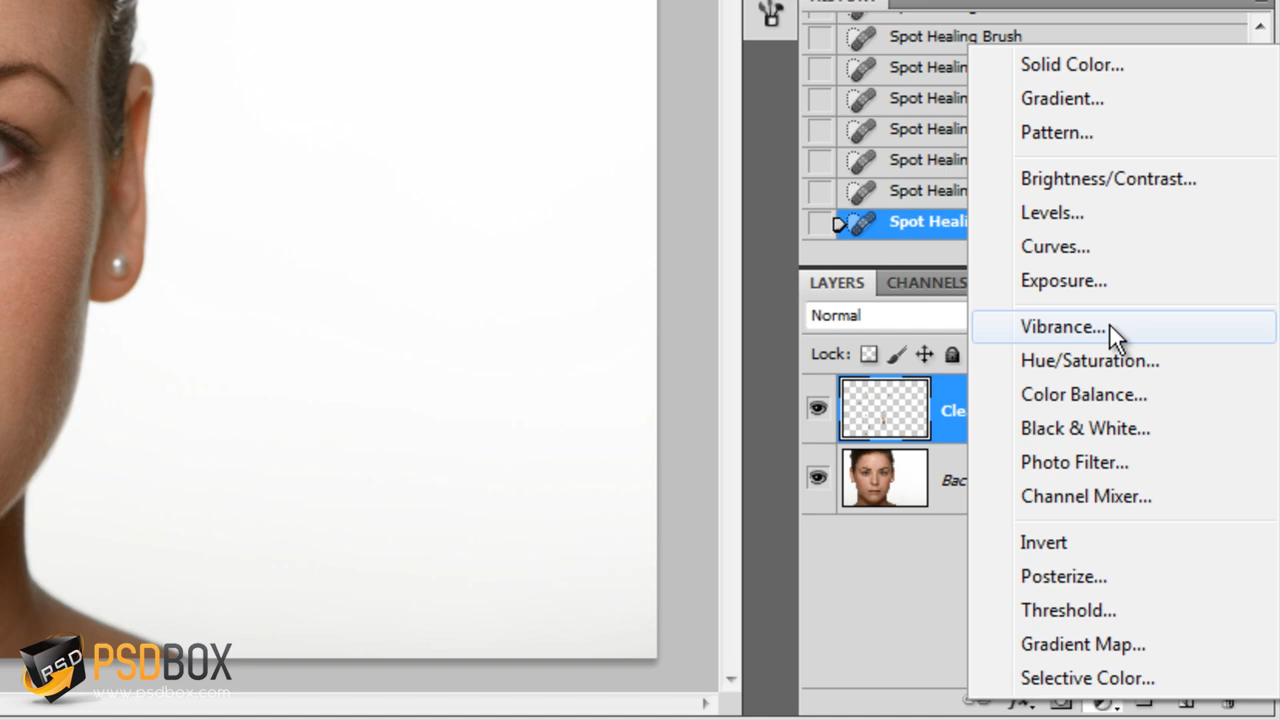 HISTORY
Spot Healing Brush
Spot Healin
Spot Healin
Spot Healin
Spot Healin
Spot Healin
Spot Heali
LAYERS CHANNELS
Normal
Lock:
Cle
Bac
Solid Color...
Gradient...
Pattern...
Brightness/Contrast...
Levels...
Curves...
Exposure...
Vibrance...
Hue/Saturation...
Color Balance...
Black & White...
Photo Filter...
Channel Mixer...
Invert
Posterize...
Threshold...
Gradient Map...
Selective Color...
PSD PSDBOX
www.psdbox.com